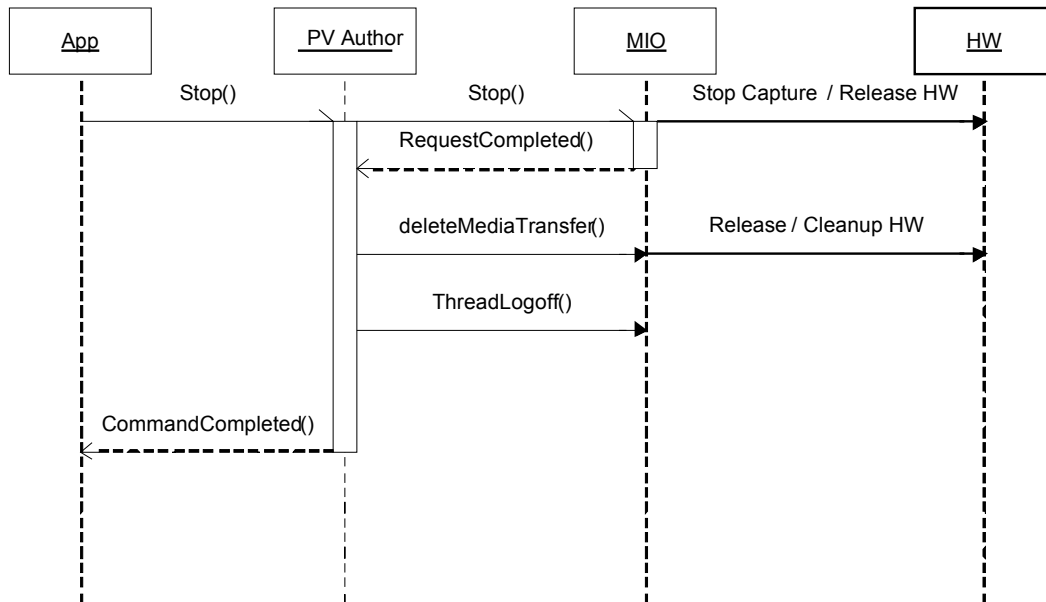 App
PV Author
MIO
HW
Stop()
Stop()
Stop Capture / Release HW
RequestCompleted()
deleteMediaTransfer()
Release / Cleanup HW
ThreadLogoff()
CommandCompleted()